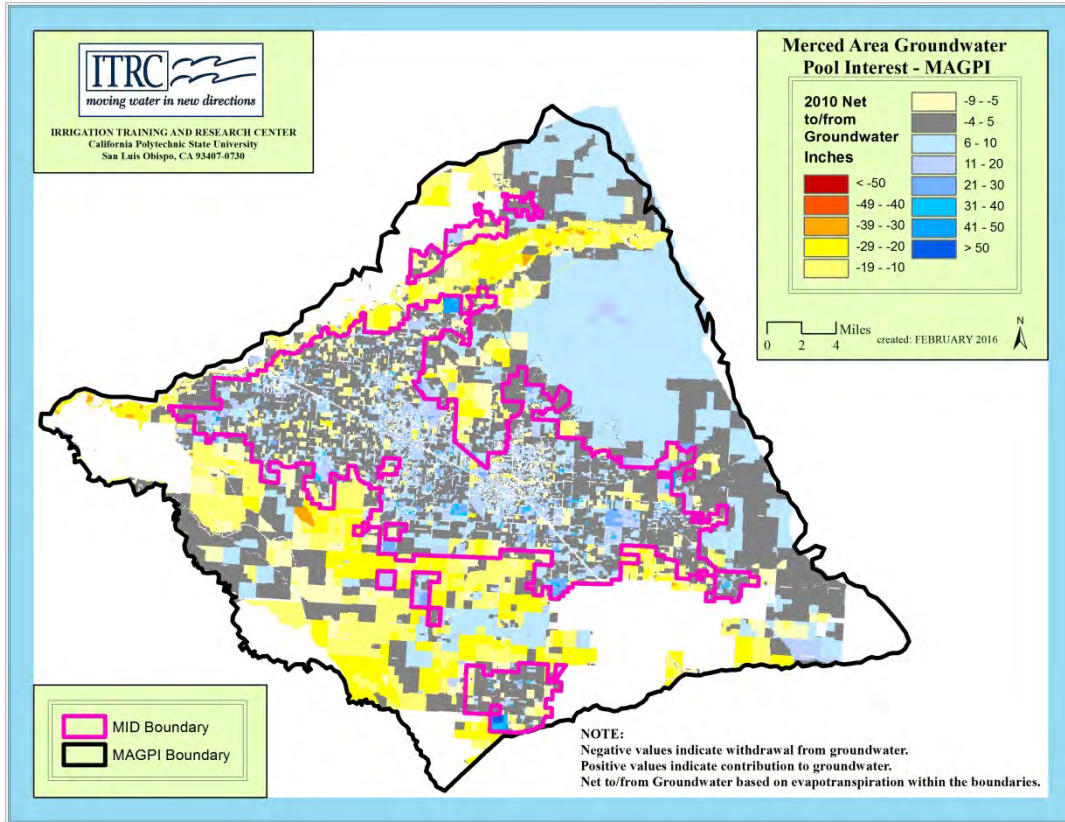 ITRC
moving water in new directions
IRRIGATION TRAINING AND RESEARCH CENTER
California Polytechnic State University
San Luis Obispo, CA 93407-0730
Merced Area Groundwater
Pool Interest - MAGPI
2010 Net
to/from
Groundwater
Inches
< -50
-49 - -40
-39 - -30
-29 - -20
-19 - -10
-9 - -5
-4 - 5
6 - 10
11 - 20
21 - 30
31 - 40
41 - 50
> 50
Miles
0 2 4
created: FEBRUARY 2016
N
MID Boundary
MAGPI Boundary
NOTE:
Negative values indicate withdrawal from groundwater.
Positive values indicate contribution to groundwater.
Net to/from Groundwater based on evapotranspiration within the boundaries.